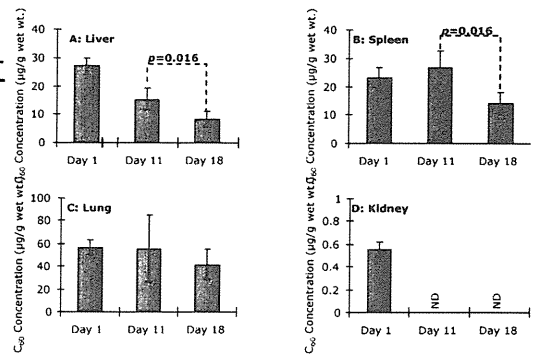 C60 Concentration (µg/g wet wt.)
40
30
20
10
0
A: Liver
p=0.016
Day 1
Day 11
Day 18
C60 Concentration (µg/g wet wt.)
40
30
20
10
0
B: Spleen
p=0.016
Day 1
Day 11
Day 18
C60 Concentration (µg/g wet wt.)
100
80
60
40
20
0
C: Lung
Day 1
Day 11
Day 18
C60 Concentration (µg/g wet wt.)
1
0.8
0.6
0.4
0.2
0
D: Kidney
ND
ND
Day 1
Day 11
Day 18